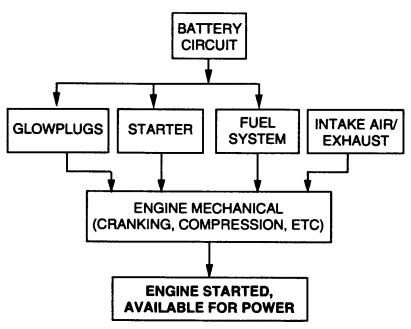 BATTERY
CIRCUIT
GLOWPLUGS
STARTER
FUEL
SYSTEM
INTAKE AIR/
EXHAUST
ENGINE MECHANICAL
(CRANKING, COMPRESSION, ETC)
ENGINE STARTED,
AVAILABLE FOR POWER